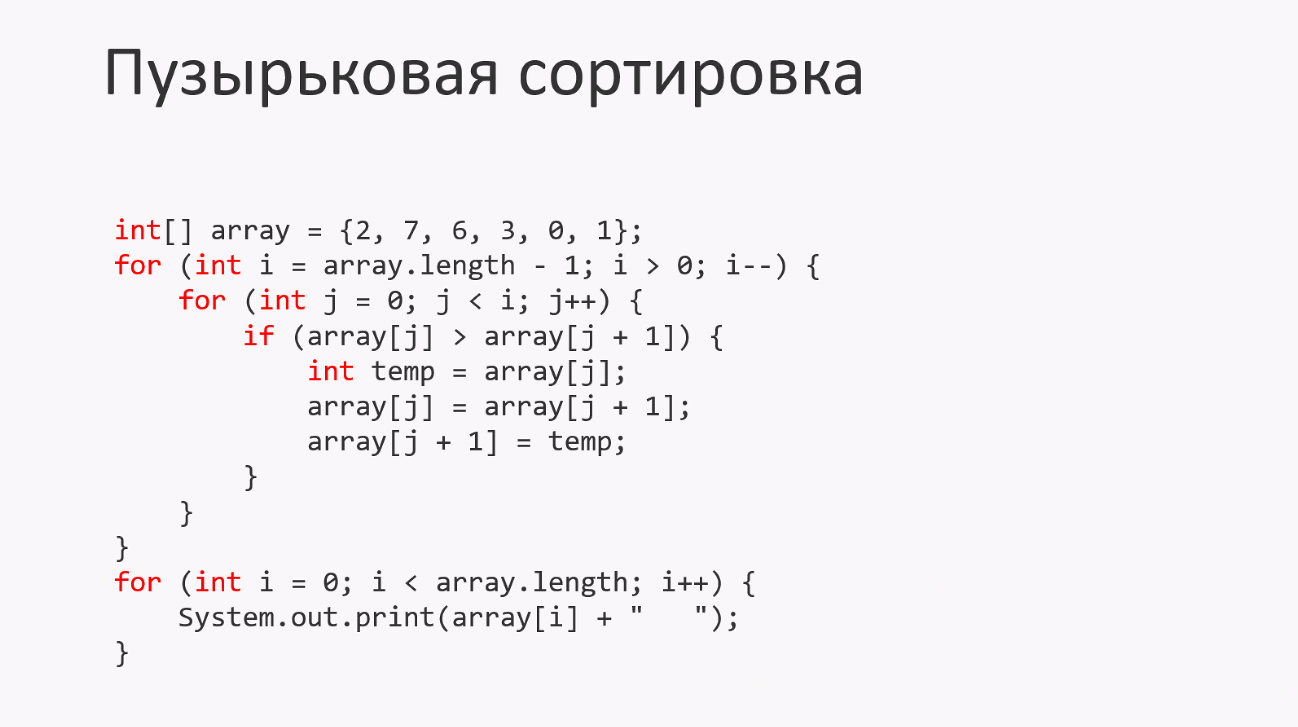 Пузырьковая сортировка
int[] array = {2, 7, 6, 3, 0, 1};
for (int i = array.length - 1; i > 0; i--) {
    for (int j = 0; j < i; j++) {
        if (array[j] > array[j + 1]) {
            int temp = array[j];
            array[j] = array[j + 1];
            array[j + 1] = temp;
        }
    }
}
for (int i = 0; i < array.length; i++) {
    System.out.print(array[i] + "   ");
}